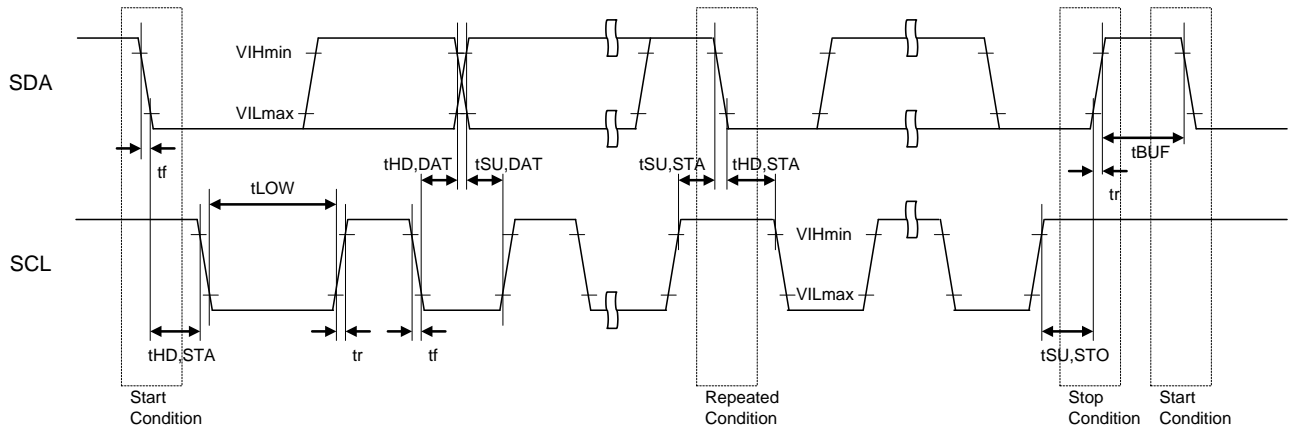 SDA
VIHmin
VILmax
tf
tHD,DAT
tSU,DAT
tSU,STA
tHD,STA
tBUF
tr
tLOW
SCL
VIHmin
VILmax
tHD,STA
tr
tf
tSU,STO
Start
Condition
Repeated
Condition
Stop
Condition
Start
Condition